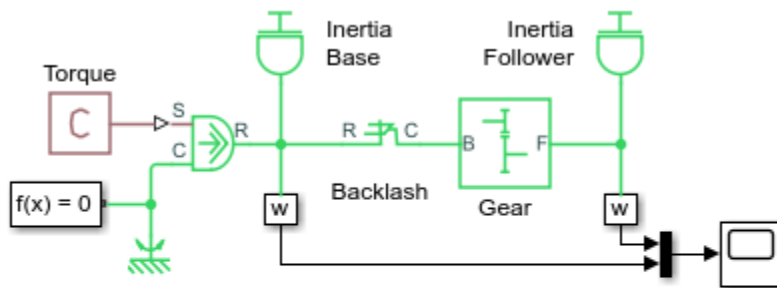 Inertia
Base
Inertia
Follower
Torque
C
S
C
R
R
C
B
F
Backlash
Gear
f(x) = 0
w
w